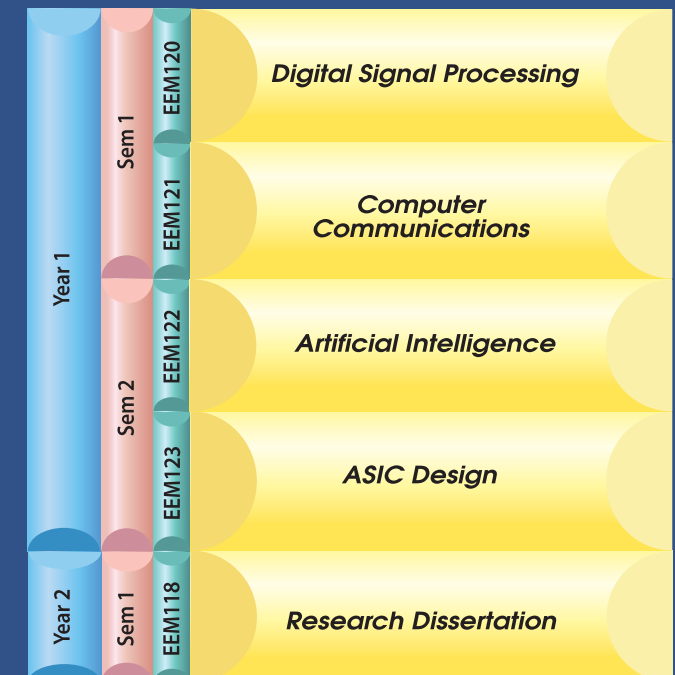 Year 1
Sem 1
EEM120
Digital Signal Processing
EEM121
Computer
Communications
Sem 2
EEM122
Artificial Intelligence
EEM123
ASIC Design
Year 2
Sem 1
EEM118
Research Dissertation